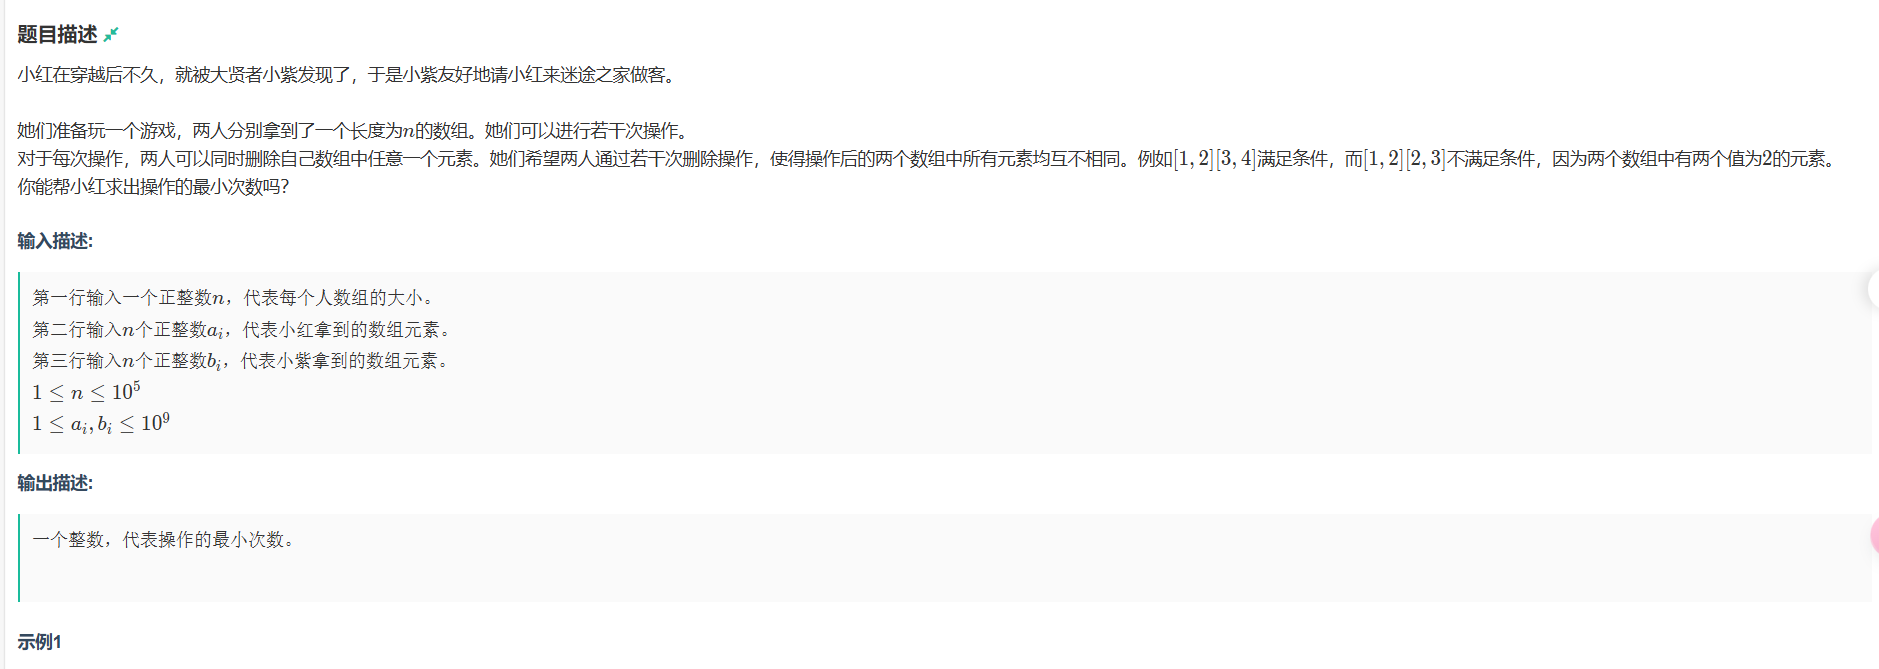 题目描述
小红在穿越后不久，就被大贤者小紫发现了，于是小紫友好地请小红来迷途之家做客。
她们准备玩一个游戏，两人分别拿到了一个长度为n的数组。她们可以进行若干次操作。
对于每次操作，两人可以同时删除自己数组中任意一个元素。她们希望两人通过若干次删除操作，使得操作后的两个数组中所有元素均互不相同。例如[1,2][3,4]满足条件，而[1,2][2,3]不满足条件，因为两个数组中有两个值为2的元素。
你能帮小红求出操作的最小次数吗？
输入描述:
第一行输入一个正整数n，代表每个人数组的大小。
第二行输入n个正整数aᵢ，代表小红拿到的数组元素。
第三行输入n个正整数bᵢ，代表小紫拿到的数组元素。
1 ≤ n ≤ 10⁵
1 ≤ aᵢ, bᵢ ≤ 10⁹
输出描述:
一个整数，代表操作的最小次数。
示例1